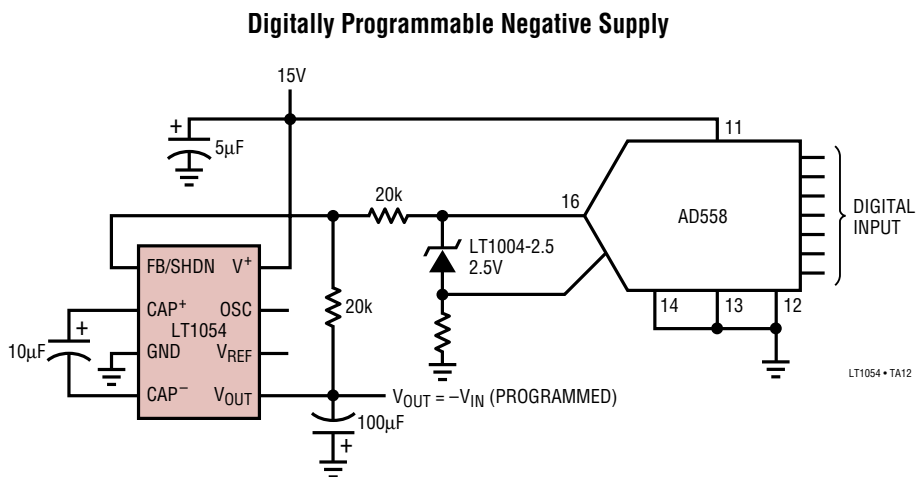 Digitally Programmable Negative Supply
15V
+
5µF
11
20k
16
AD558
DIGITAL
INPUT
LT1004-2.5
2.5V
FB/SHDN V+
20k
14 13 12
CAP+ OSC
LT1054
+
10µF
GND VREF
CAP− VOUT
VOUT = –VIN (PROGRAMMED)
100µF
+
LT1054 • TA12